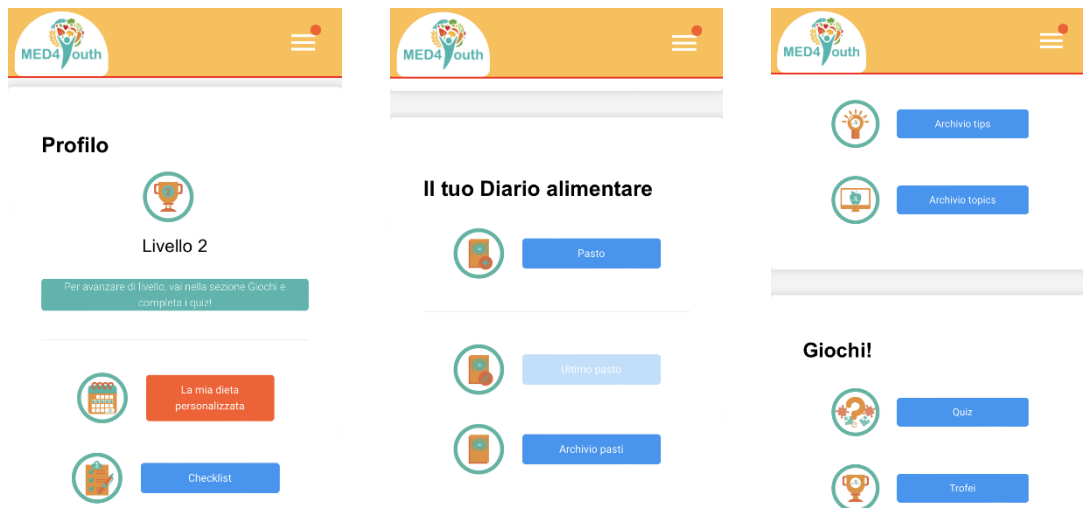 MED4Youth
Profilo
Livello 2
Per avanzare di livello, vai nella sezione Giochi e
completa i quiz!
La mia dieta
personalizzata
Checklist
MED4Youth
Il tuo Diario alimentare
Pasto
Ultimo pasto
Archivio pasti
MED4Youth
Archivio tips
Archivio topics
Giochi!
Quiz
Trofei